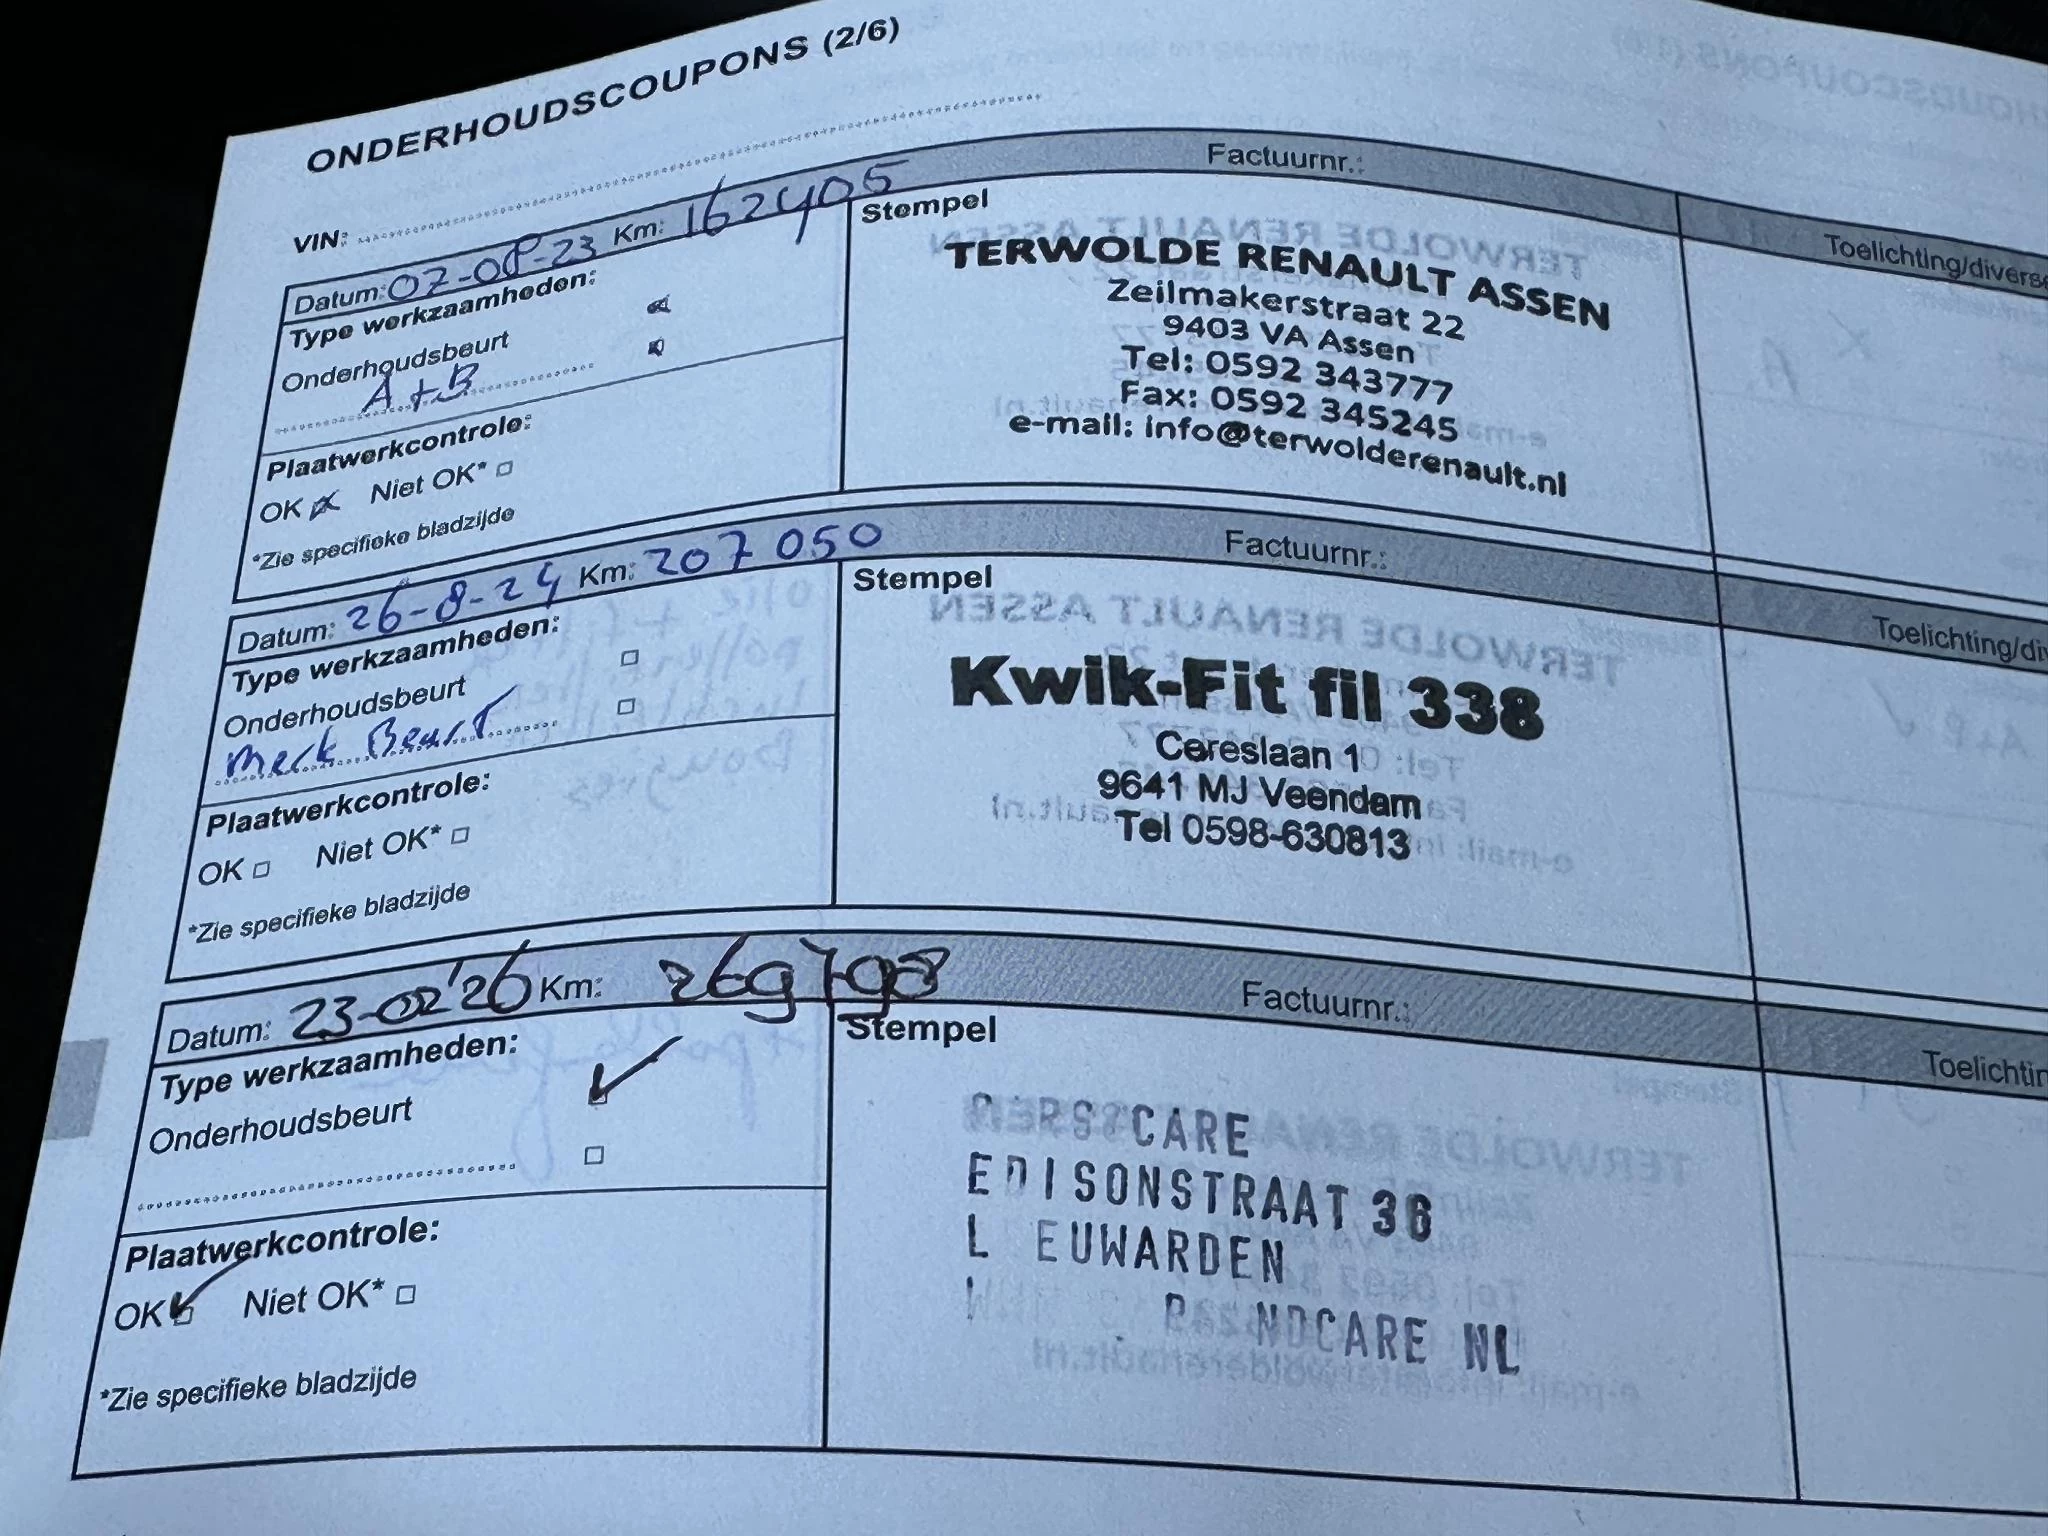 ONDERHOUDSCOUPONS (2/6)
VIN:
Datum: 07-08-23 Km: 162405 Factuurnr.:
Type werkzaamheden:
Onderhoudsbeurt
A+B
Plaatwerkcontrole:
OK Niet OK*
*Zie specifieke bladzijde
Stempel
TERWOLDE RENAULT ASSEN
Zeilmakerstraat 22
9403 VA Assen
Tel: 0592 343777
Fax: 0592 345245
e-mail: info@terwolderenault.nl
Toelichting/diverse
Datum: 26-8-24 Km: 207 050 Factuurnr.:
Type werkzaamheden:
Onderhoudsbeurt
Merk Beurt
Plaatwerkcontrole:
OK Niet OK*
*Zie specifieke bladzijde
Stempel
Kwik-Fit fil 338
Cereslaan 1
9641 MJ Veendam
Tel 0598-630813
Toelichting/di
Datum: 23-02'26 Km: 269798 Factuurnr.:
Type werkzaamheden:
Onderhoudsbeurt
Plaatwerkcontrole:
OK Niet OK*
*Zie specifieke bladzijde
Stempel
CARE
EDISONSTRAAT 36
L EUWARDEN
NDCARE NL
Toelichtin